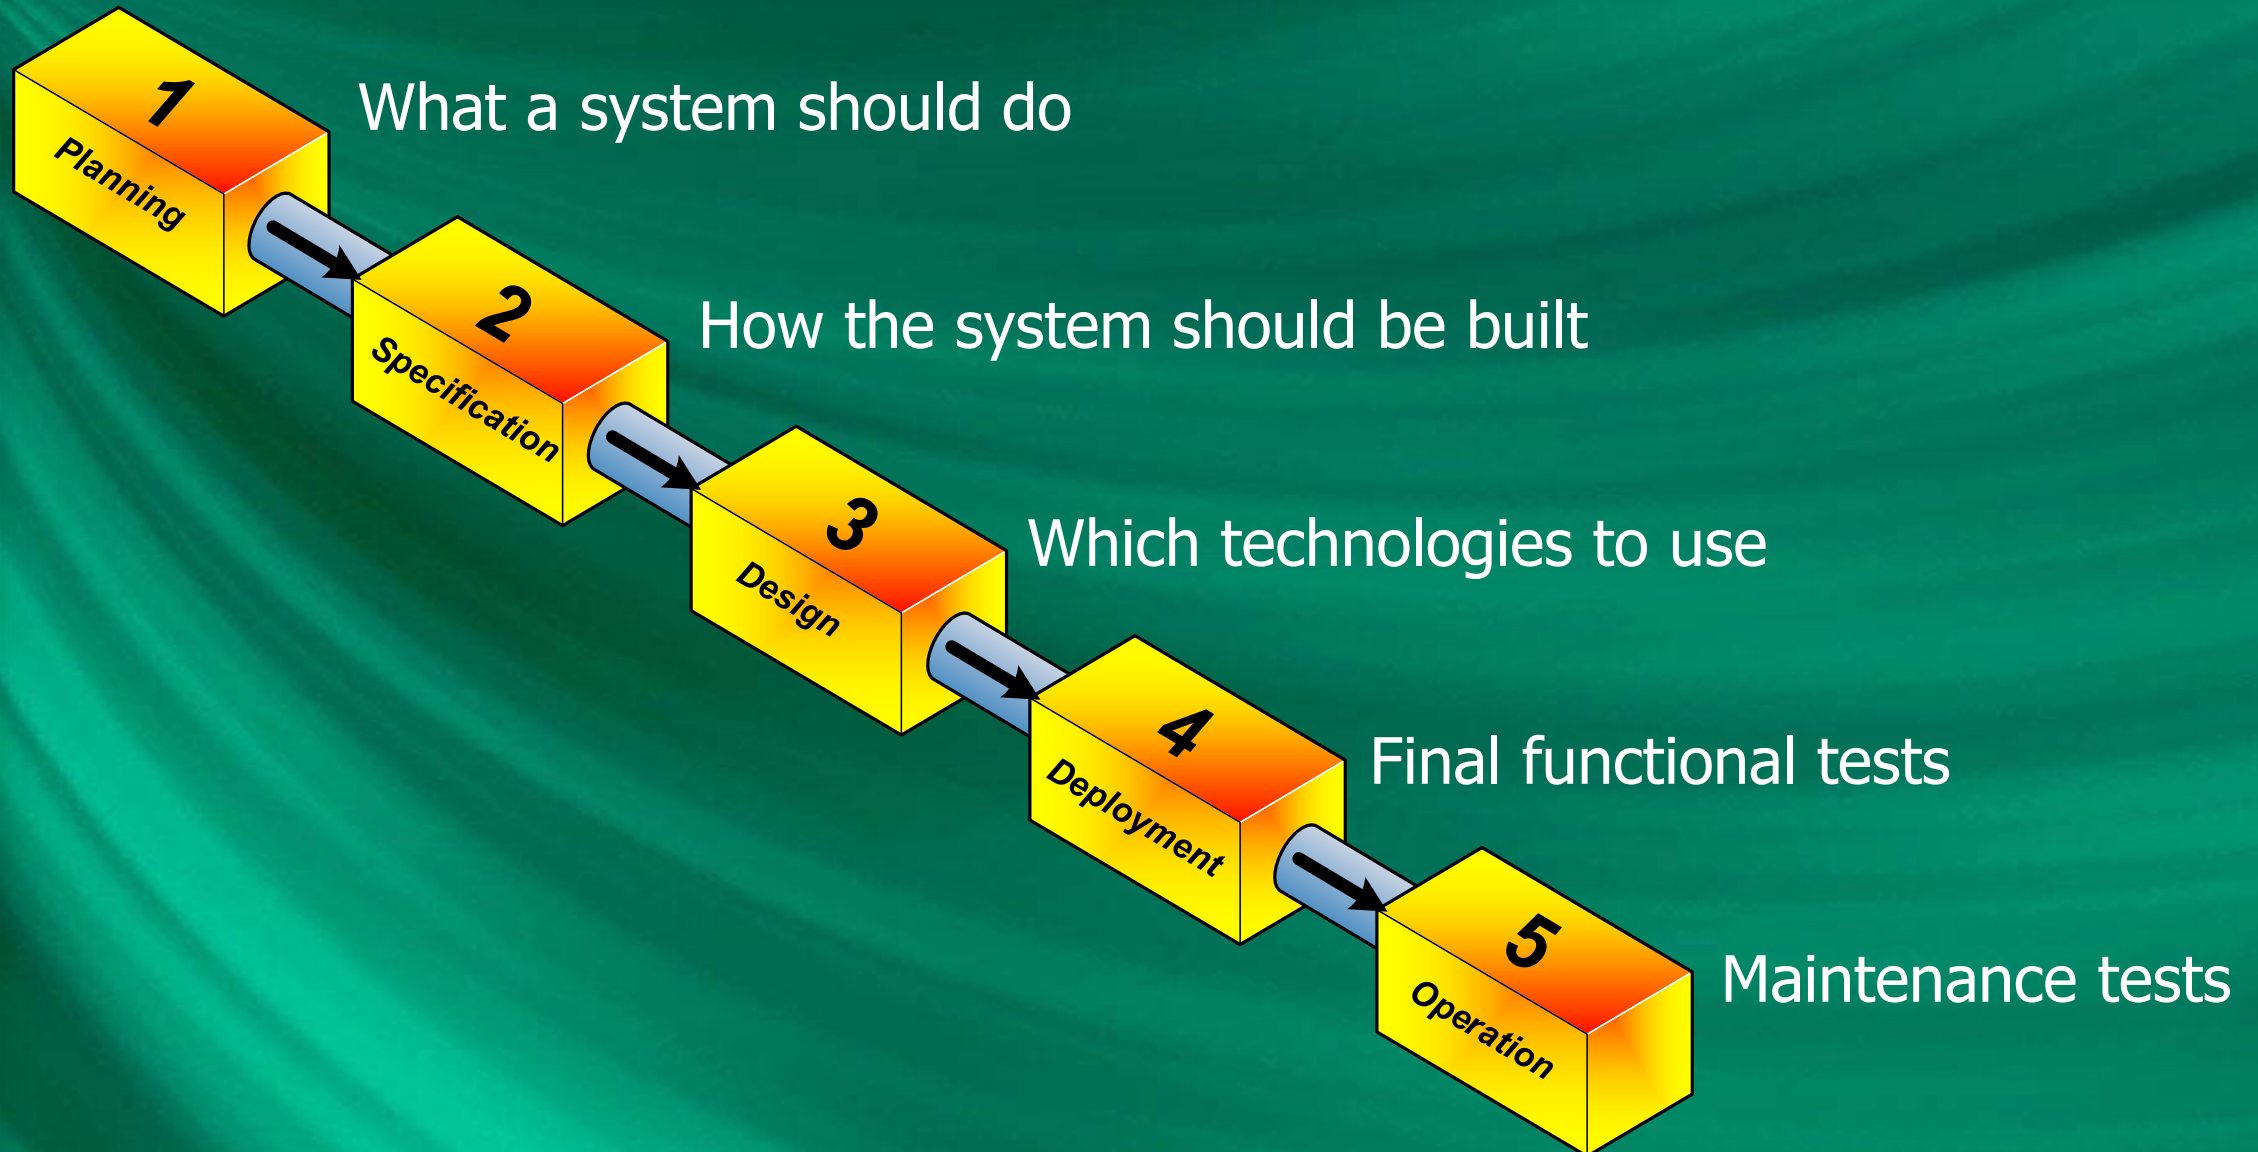 1
Planning
What a system should do
2
Specification
How the system should be built
3
Design
Which technologies to use
4
Deployment
Final functional tests
5
Operation
Maintenance tests